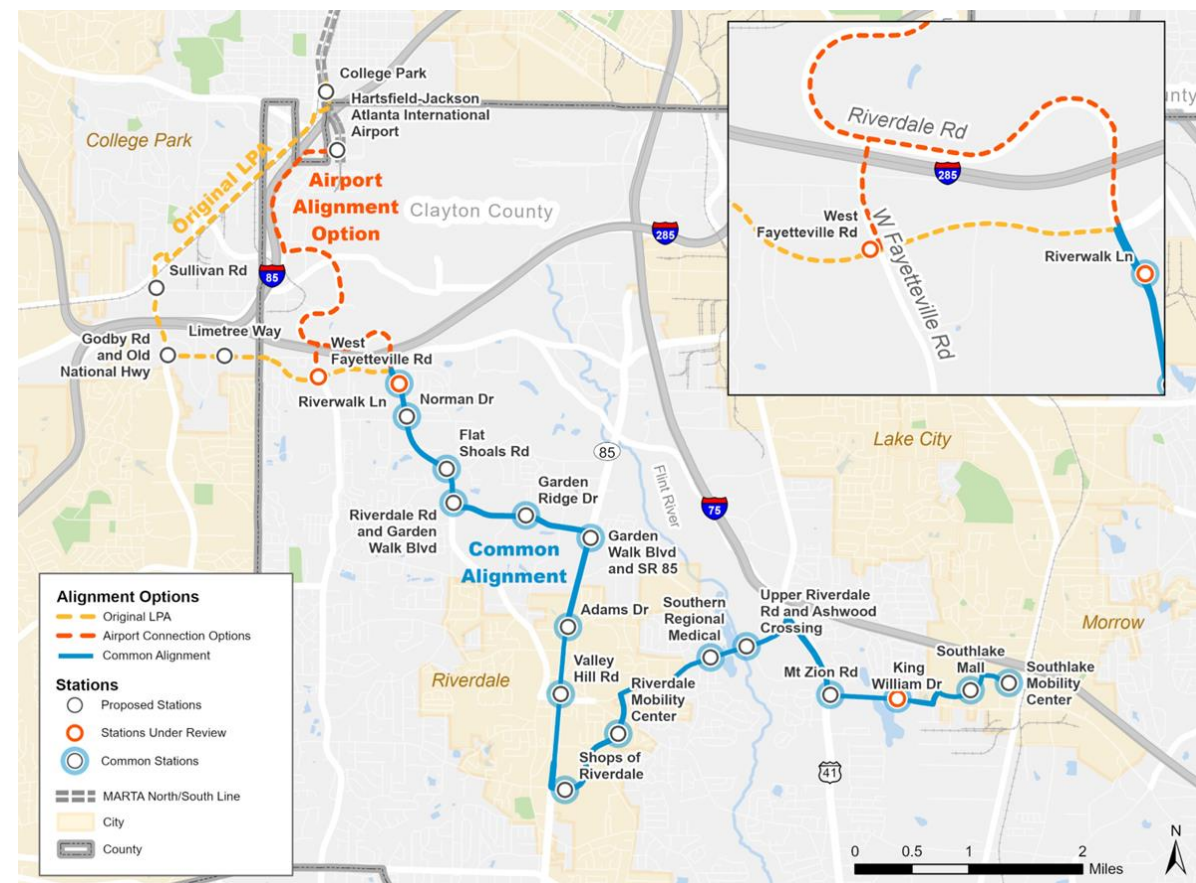 College Park
Hartsfield-Jackson
Atlanta International
Airport
College Park
Original LPA
Airport
Alignment
Option
Clayton County
285
85
Sullivan Rd
Godby Rd
and Old
National Hwy
Limetree Way
West
Fayetteville Rd
Riverwalk Ln
Norman Dr
Flat
Shoals Rd
Riverdale Rd
and Garden
Walk Blvd
Garden
Ridge Dr
85
Garden
Walk Blvd
and SR 85
Common
Alignment
Flint River
75
Lake City
Morrow
Adams Dr
Valley
Hill Rd
Riverdale
Riverdale
Mobility
Center
Shops of
Riverdale
Southern
Regional
Medical
Upper Riverdale
Rd and Ashwood
Crossing
Mt Zion Rd
King
William Dr
Southlake
Mall
Southlake
Mobility
Center
41
Riverdale Rd
285
West
Fayetteville Rd
W Fayetteville Rd
Riverwalk Ln
unty
Alignment Options
Original LPA
Airport Connection Options
Common Alignment
Stations
Proposed Stations
Stations Under Review
Common Stations
MARTA North/South Line
City
County
0 0.5 1 2
Miles
N